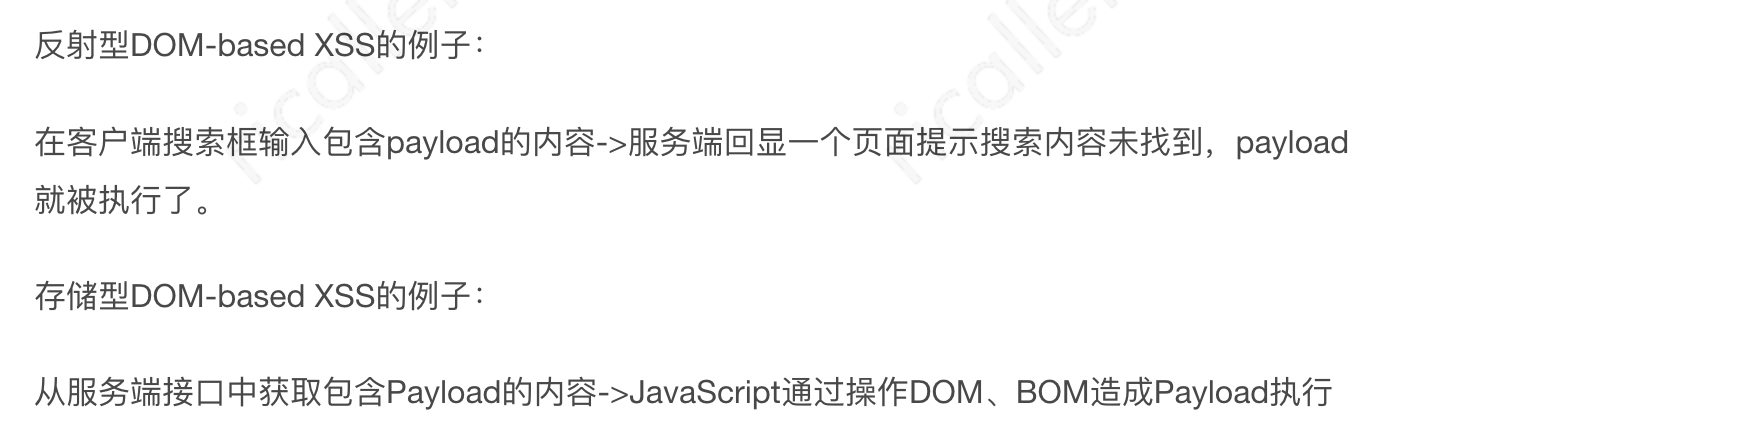 反射型DOM-based XSS的例子：
在客户端搜索框输入包含payload的内容->服务端回显一个页面提示搜索内容未找到，payload
就被执行了。
存储型DOM-based XSS的例子：
从服务端接口中获取包含Payload的内容->JavaScript通过操作DOM、BOM造成Payload执行